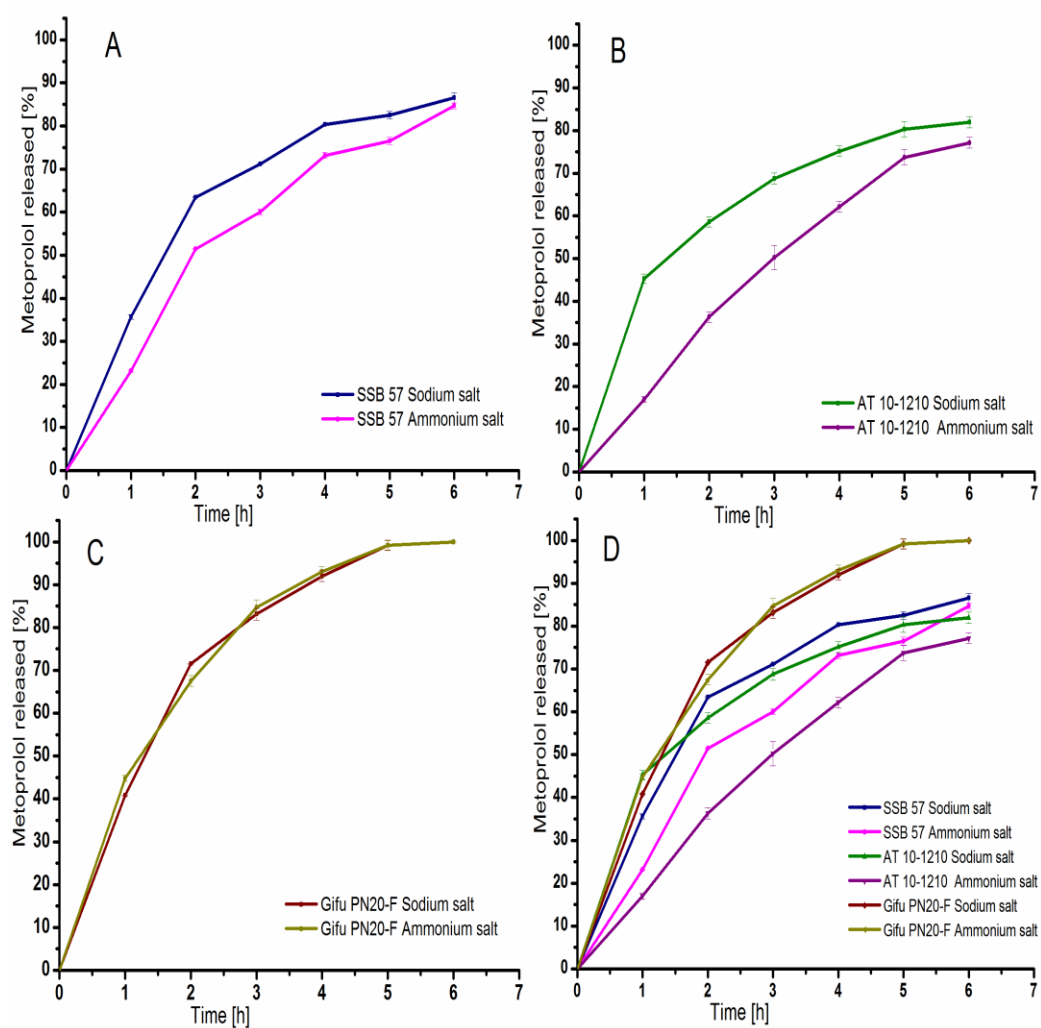 A
Metoprolol released [%]
100
90
80
70
60
50
40
30
20
10
0
SSB 57 Sodium salt
SSB 57 Ammonium salt
0 1 2 3 4 5 6 7
Time [h]
B
Metoprolol released [%]
100
90
80
70
60
50
40
30
20
10
0
AT 10-1210 Sodium salt
AT 10-1210 Ammonium salt
0 1 2 3 4 5 6 7
Time [h]
C
Metoprolol released [%]
100
90
80
70
60
50
40
30
20
10
0
Gifu PN20-F Sodium salt
Gifu PN20-F Ammonium salt
0 1 2 3 4 5 6 7
Time [h]
D
Metoprolol released [%]
100
90
80
70
60
50
40
30
20
10
0
SSB 57 Sodium salt
SSB 57 Ammonium salt
AT 10-1210 Sodium salt
AT 10-1210 Ammonium salt
Gifu PN20-F Sodium salt
Gifu PN20-F Ammonium salt
0 1 2 3 4 5 6 7
Time [h]